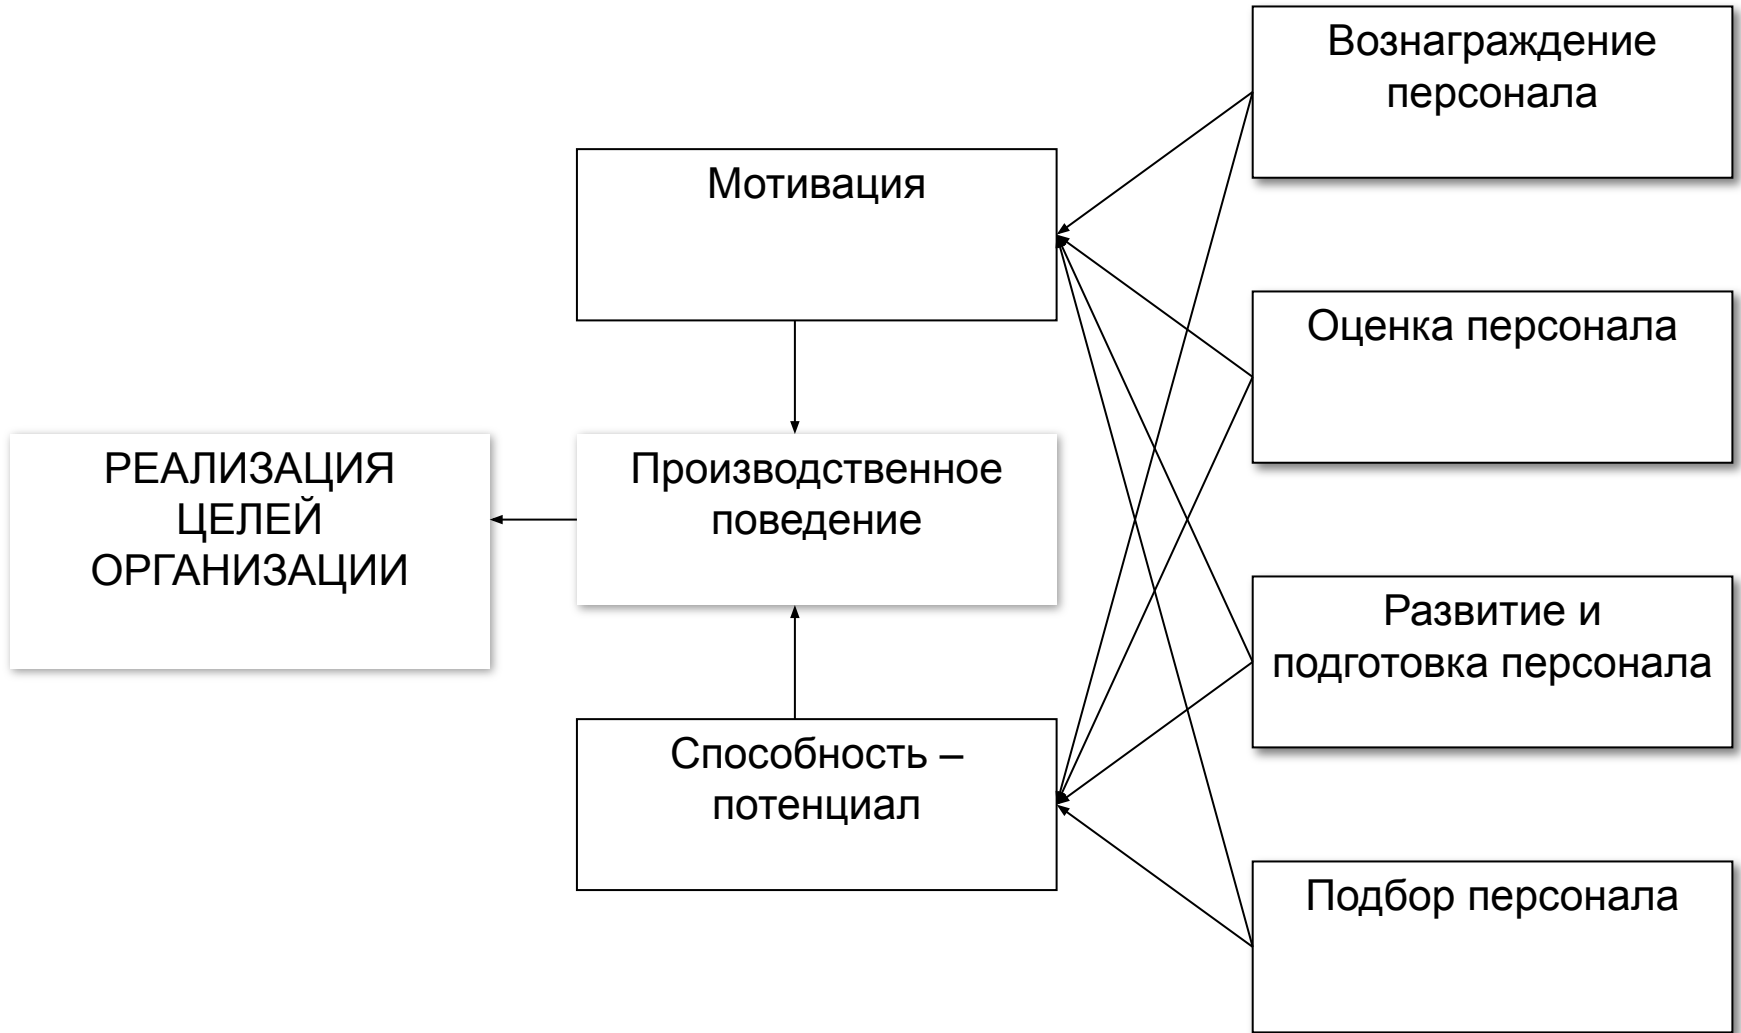 Вознаграждение
персонала
Мотивация
Оценка персонала
РЕАЛИЗАЦИЯ
ЦЕЛЕЙ
ОРГАНИЗАЦИИ
Производственное
поведение
Развитие и
подготовка персонала
Способность –
потенциал
Подбор персонала